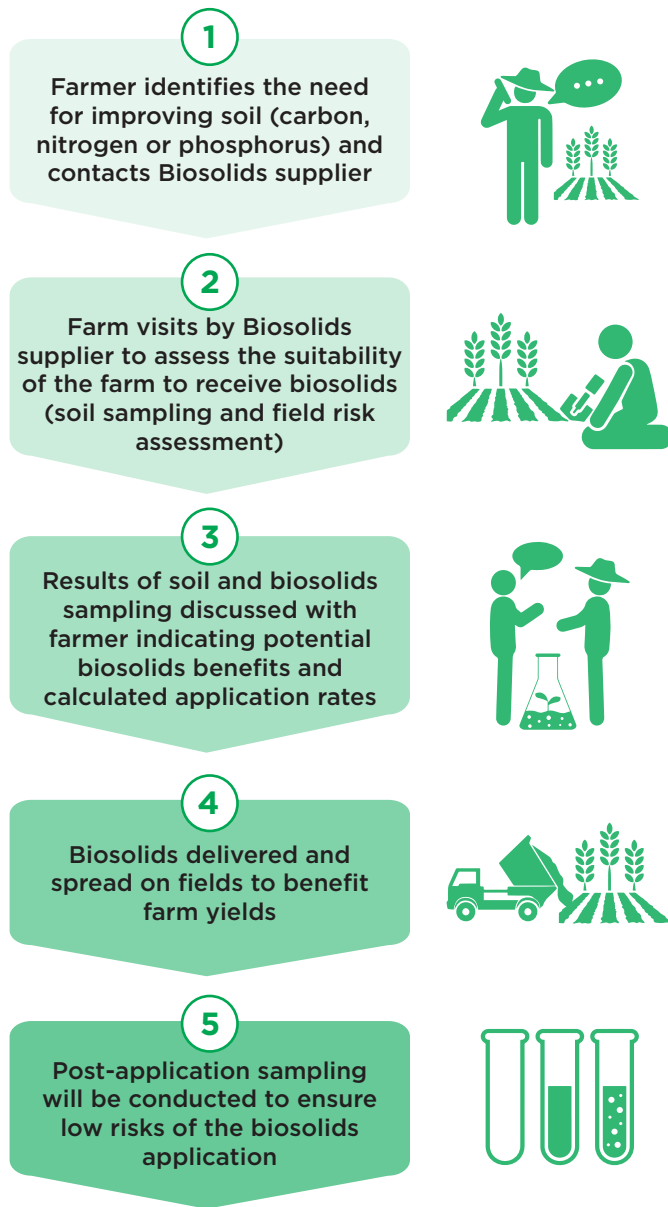 1
Farmer identifies the need
for improving soil (carbon,
nitrogen or phosphorus) and
contacts Biosolids supplier
2
Farm visits by Biosolids
supplier to assess the suitability
of the farm to receive biosolids
(soil sampling and field risk
assessment)
3
Results of soil and biosolids
sampling discussed with
farmer indicating potential
biosolids benefits and
calculated application rates
4
Biosolids delivered and
spread on fields to benefit
farm yields
5
Post-application sampling
will be conducted to ensure
low risks of the biosolids
application